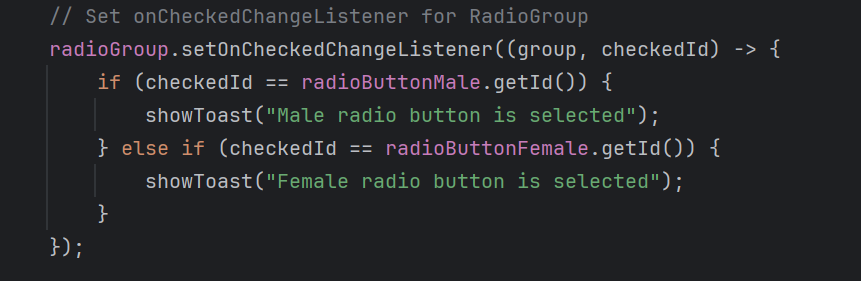 // Set onCheckedChangeListener for RadioGroup
radioGroup.setOnCheckedChangeListener((group, checkedId) -> {
    if (checkedId == radioButtonMale.getId()) {
        showToast("Male radio button is selected");
    } else if (checkedId == radioButtonFemale.getId()) {
        showToast("Female radio button is selected");
    }
});